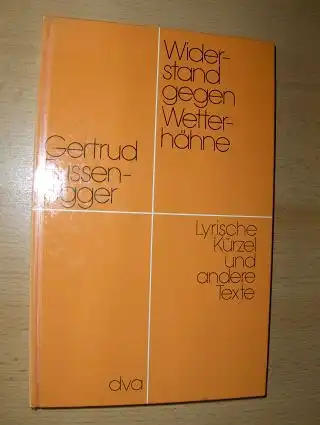 Wider-
stand
gegen
Wetter-
hähne
Gertrud
Fussen-
egger
Lyrische
Kürzel
und
andere
Texte
dva